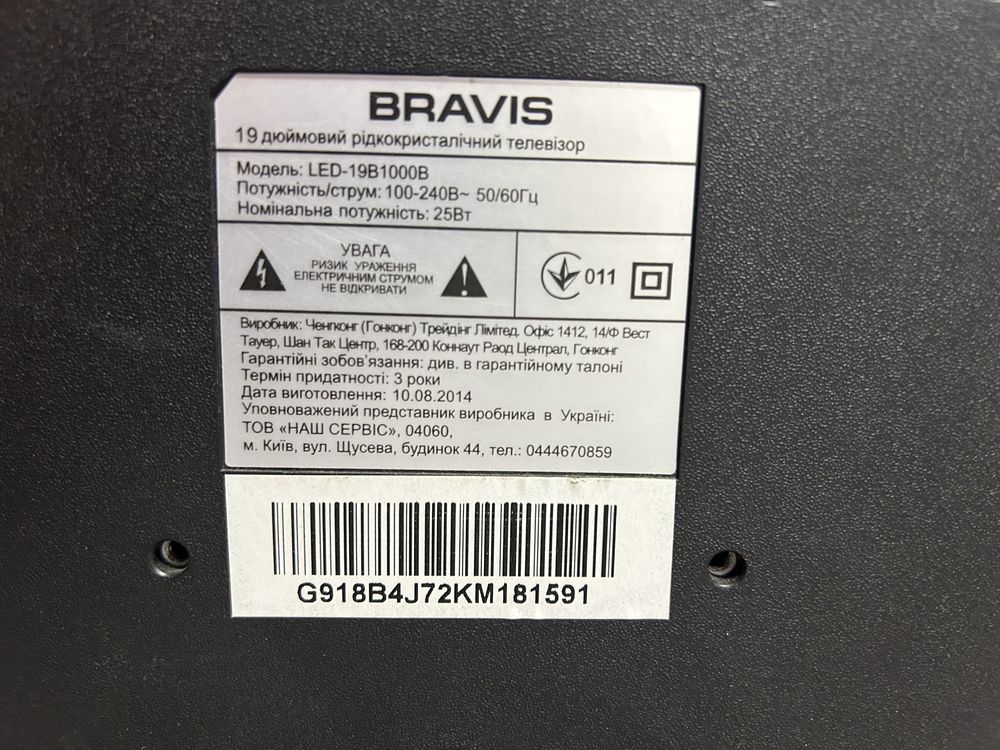 BRAVIS
19 дюймовий рідкокристалічний телевізор
Модель: LED-19B1000B
Потужність/струм: 100-240В~ 50/60Гц
Номінальна потужність: 25Вт
УВАГА
РИЗИК УРАЖЕННЯ
ЕЛЕКТРИЧНИМ СТРУМОМ
НЕ ВІДКРИВАТИ
011
Виробник: Ченгконг (Гонконг) Трейдінг Лімітед. Офіс 1412, 14/Ф Вест
Тауер, Шан Так Центр, 168-200 Коннаут Раод Централ, Гонконг
Гарантійні зобов’язання: див. в гарантійному талоні
Термін придатності: 3 роки
Дата виготовлення: 10.08.2014
Уповноважений представник виробника в Україні:
ТОВ «НАШ СЕРВІС», 04060,
м. Київ, вул. Щусева, будинок 44, тел.: 0444670859
G918B4J72KM181591